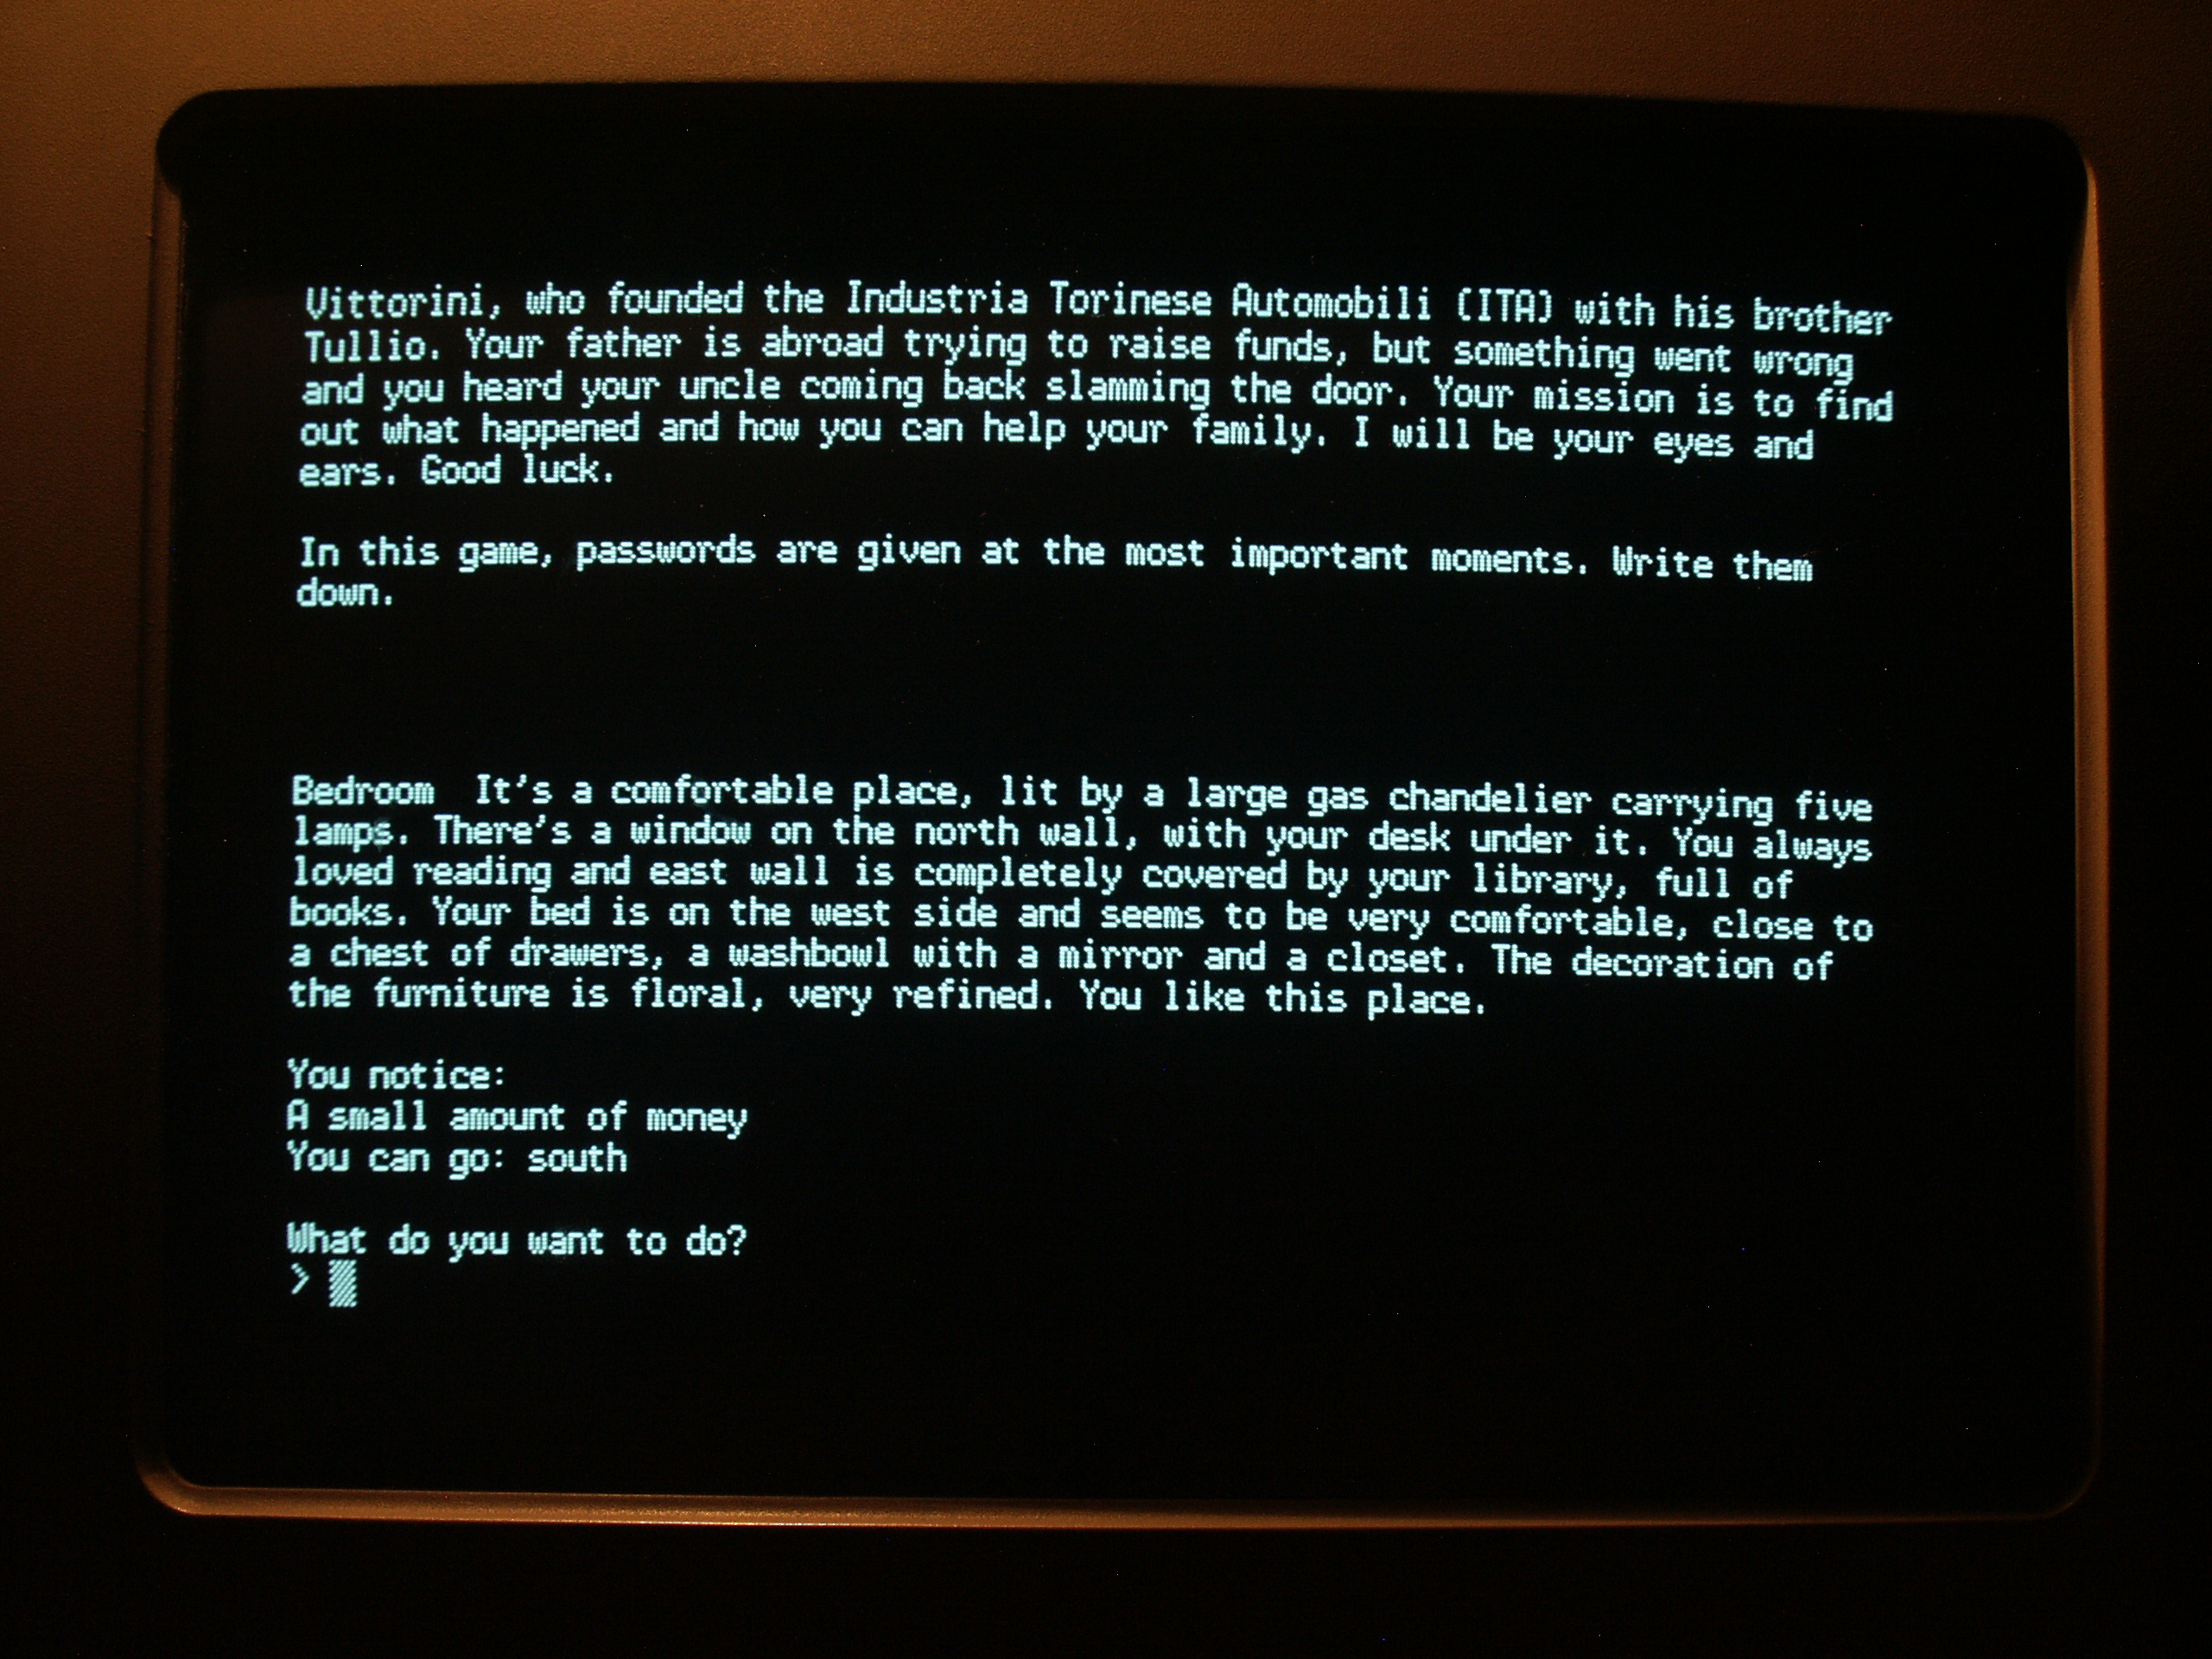 Vittorini, who founded the Industria Torinese Automobili (ITA) with his brother
Tullio. Your father is abroad trying to raise funds, but something went wrong
and you heard your uncle coming back slamming the door. Your mission is to find
out what happened and how you can help your family. I will be your eyes and
ears. Good luck.
In this game, passwords are given at the most important moments. Write them
down.
Bedroom  It's a comfortable place, lit by a large gas chandelier carrying five
lamps. There's a window on the north wall, with your desk under it. You always
loved reading and east wall is completely covered by your library, full of
books. Your bed is on the west side and seems to be very comfortable, close to
a chest of drawers, a washbowl with a mirror and a closet. The decoration of
the furniture is floral, very refined. You like this place.
You notice:
A small amount of money
You can go: south
What do you want to do?
>